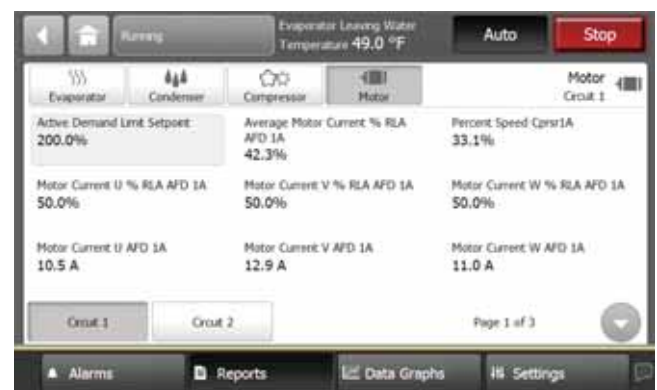 Running
Evaporator Leaving Water
Temperature 49.0 °F
Auto
Stop
Evaporator
Condenser
Compressor
Motor
Motor
Circuit 1
Active Demand Limit Setpoint
200.0%
Average Motor Current % RLA
AFD 1A
42.3%
Percent Speed Cprsr1A
33.1%
Motor Current U % RLA AFD 1A
50.0%
Motor Current V % RLA AFD 1A
50.0%
Motor Current W % RLA AFD 1A
50.0%
Motor Current U AFD 1A
10.5 A
Motor Current V AFD 1A
12.9 A
Motor Current W AFD 1A
11.0 A
Circuit 1
Circuit 2
Page 1 of 3
Alarms
Reports
Data Graphs
Settings